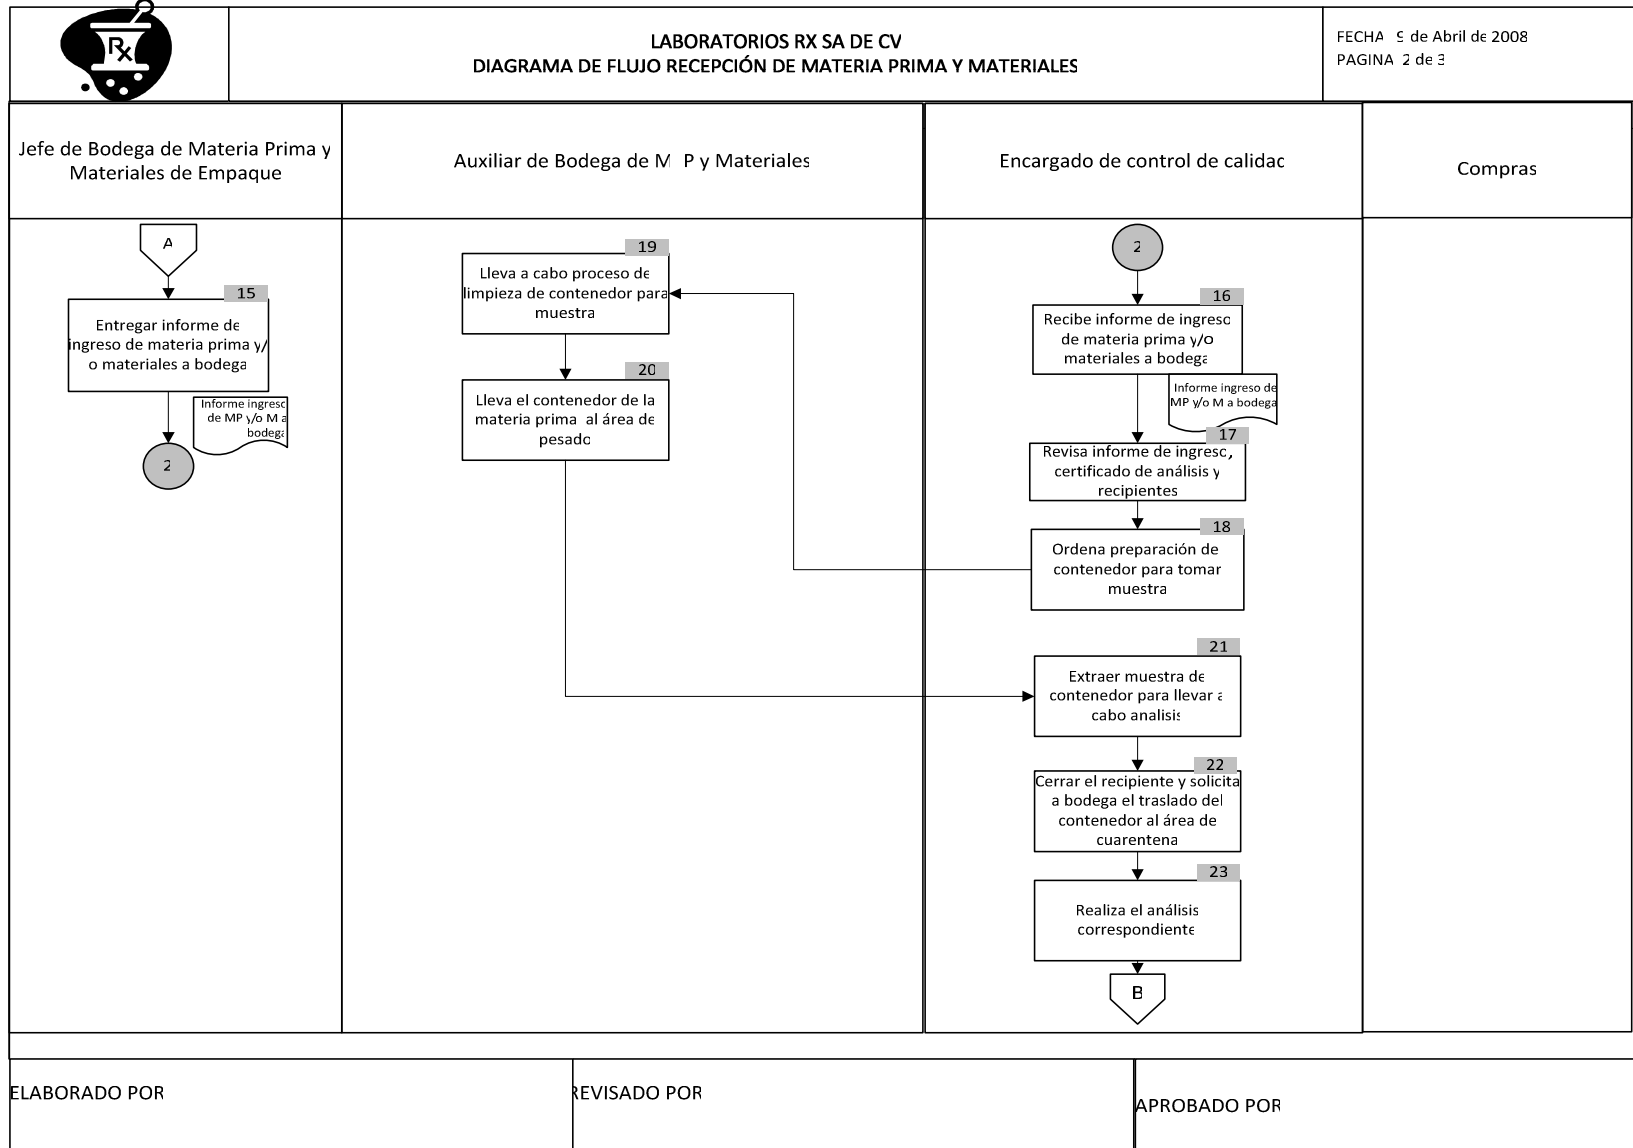 Rx
LABORATORIOS RX SA DE CV
DIAGRAMA DE FLUJO RECEPCIÓN DE MATERIA PRIMA Y MATERIALES
FECHA 9 de Abril de 2008
PAGINA 2 de 3
Jefe de Bodega de Materia Prima y
Materiales de Empaque
Auxiliar de Bodega de M P y Materiales
Encargado de control de calidad
Compras
A
15
Entregar informe de
ingreso de materia prima y/
o materiales a bodega
Informe ingreso
de MP y/o M a
bodega
2
19
Lleva a cabo proceso de
limpieza de contenedor para
muestra
20
Lleva el contenedor de la
materia prima al área de
pesado
2
16
Recibe informe de ingreso
de materia prima y/o
materiales a bodega
Informe ingreso de
MP y/o M a bodega
17
Revisa informe de ingreso,
certificado de análisis y
recipientes
18
Ordena preparación de
contenedor para tomar
muestra
21
Extraer muestra de
contenedor para llevar a
cabo analisis
22
Cerrar el recipiente y solicita
a bodega el traslado del
contenedor al área de
cuarentena
23
Realiza el análisis
correspondiente
B
ELABORADO POR
REVISADO POR
APROBADO POR